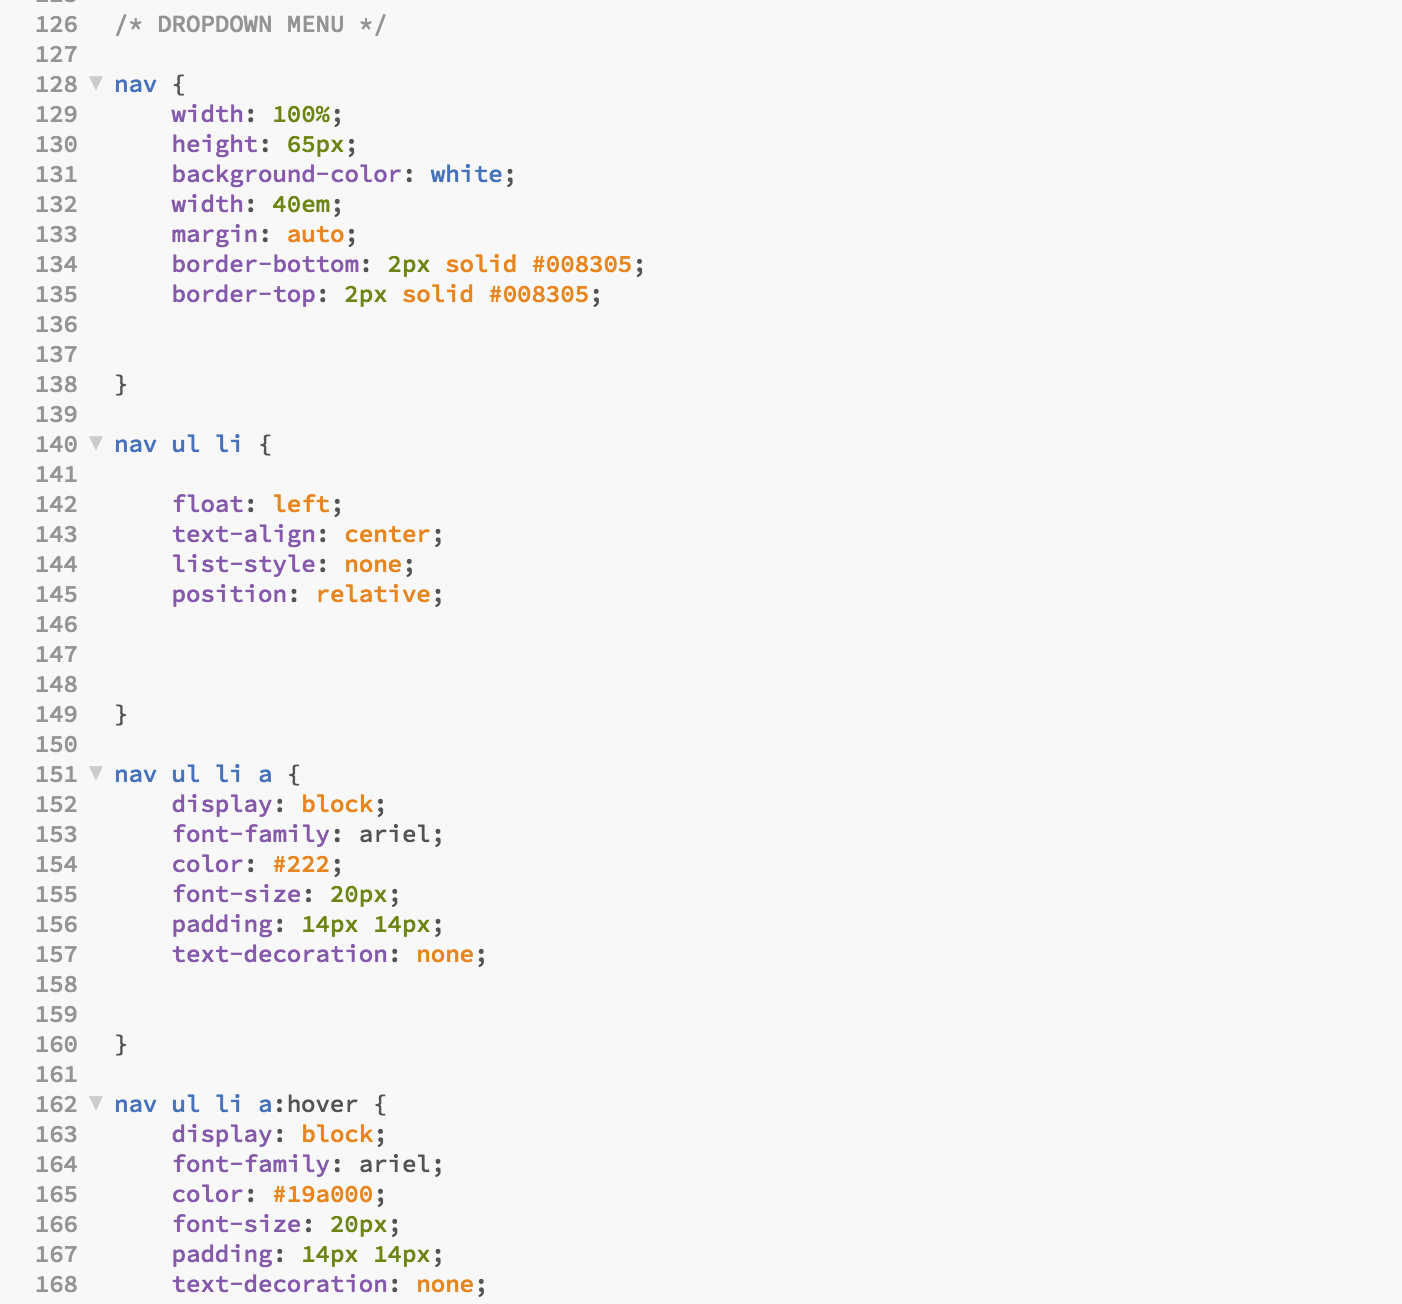 126 /* DROPDOWN MENU */
127
128 nav {
129 width: 100%;
130 height: 65px;
131 background-color: white;
132 width: 40em;
133 margin: auto;
134 border-bottom: 2px solid #008305;
135 border-top: 2px solid #008305;
136
137
138 }
139
140 nav ul li {
141
142 float: left;
143 text-align: center;
144 list-style: none;
145 position: relative;
146
147
148
149 }
150
151 nav ul li a {
152 display: block;
153 font-family: ariel;
154 color: #222;
155 font-size: 20px;
156 padding: 14px 14px;
157 text-decoration: none;
158
159
160 }
161
162 nav ul li a:hover {
163 display: block;
164 font-family: ariel;
165 color: #19a000;
166 font-size: 20px;
167 padding: 14px 14px;
168 text-decoration: none;